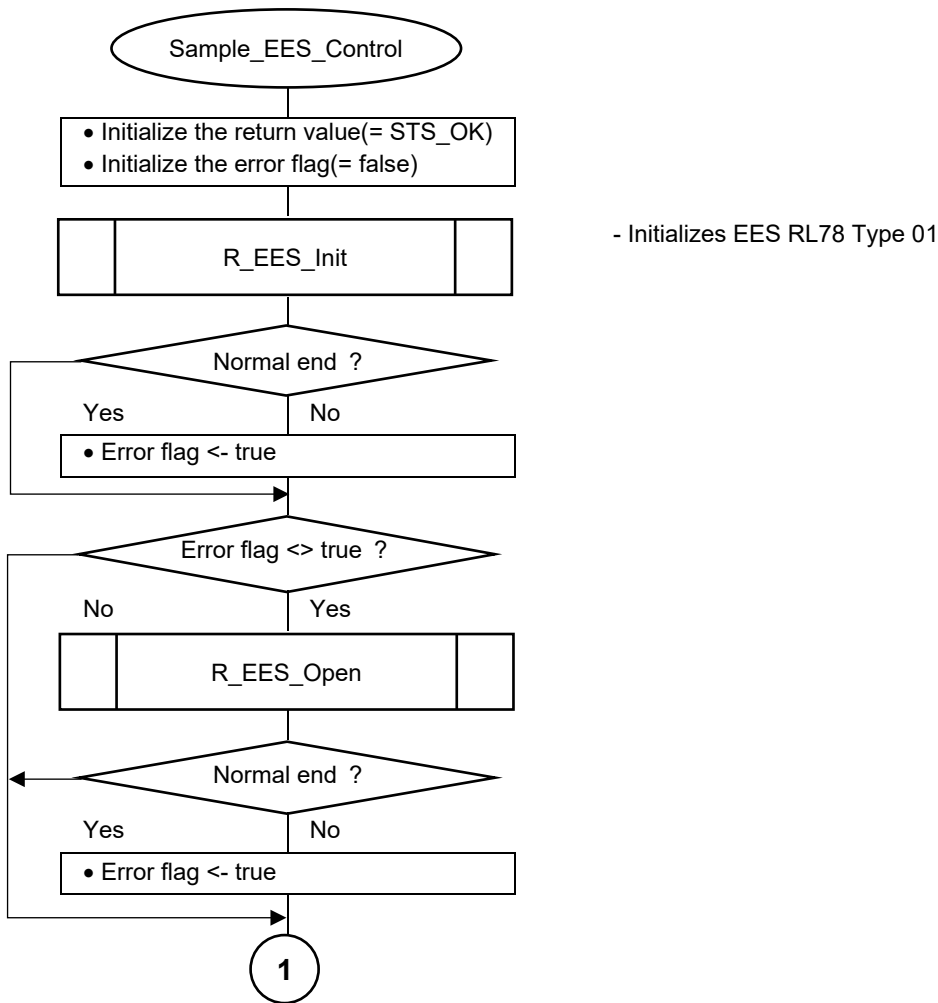 Sample_EES_Control
• Initialize the return value(= STS_OK)
• Initialize the error flag(= false)
R_EES_Init
- Initializes EES RL78 Type 01
Normal end ?
Yes
No
• Error flag <- true
Error flag <> true ?
No
Yes
R_EES_Open
Normal end ?
Yes
No
• Error flag <- true
1